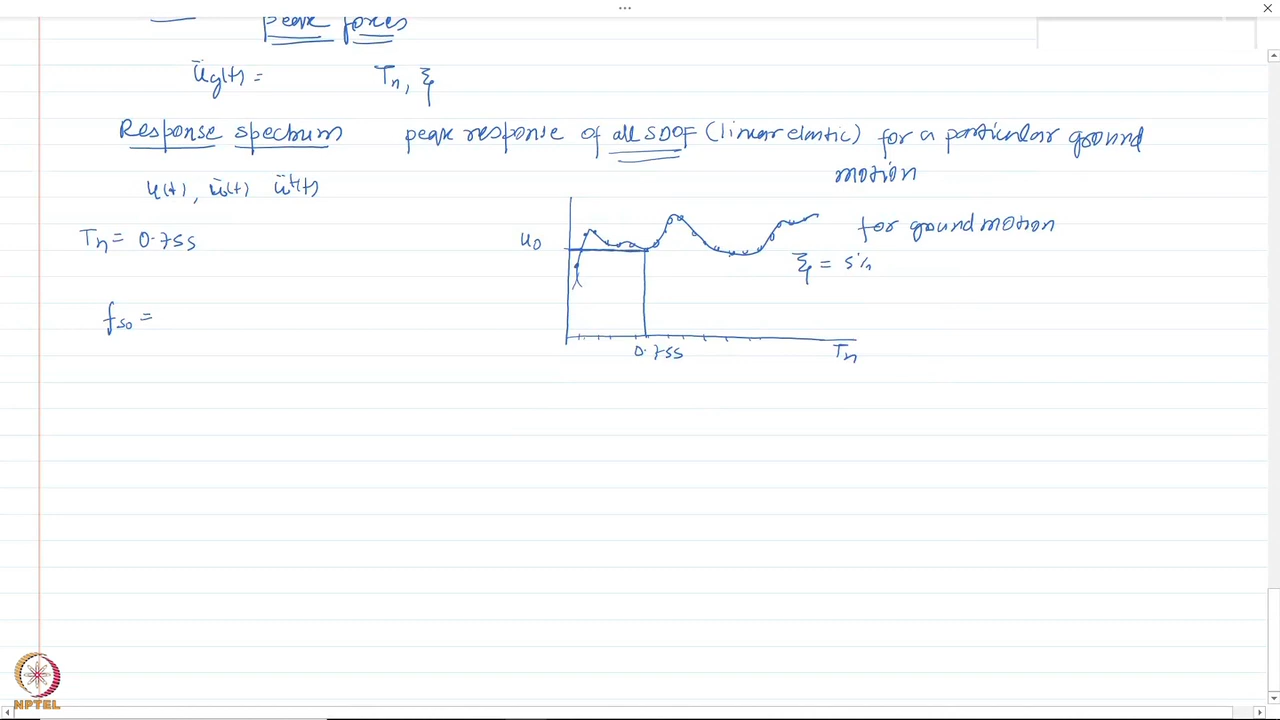 peak forces
üg(t) = Tn, ξ
Response spectrum peak response of all SDOF (linear elastic) for a particular ground
motion
u(t), u̇(t) üᵗ(t)
for ground motion
Tn = 0.75s
u0
ξ = 5%
fs0 =
0.75s
Tn
NPTEL